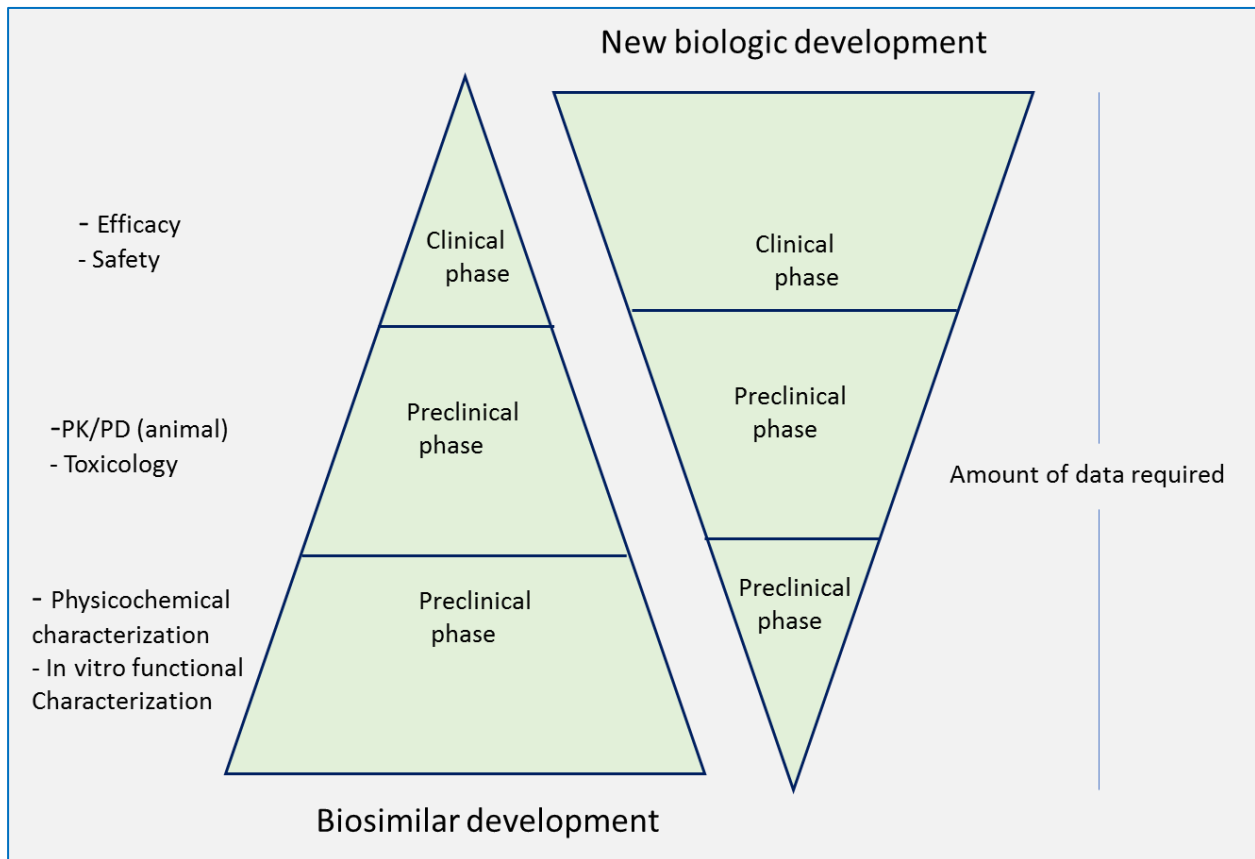 New biologic development
- Efficacy
- Safety
Clinical
phase
Clinical
phase
-PK/PD (animal)
- Toxicology
Preclinical
phase
Preclinical
phase
Amount of data required
- Physicochemical
characterization
- In vitro functional
Characterization
Preclinical
phase
Preclinical
phase
Biosimilar development